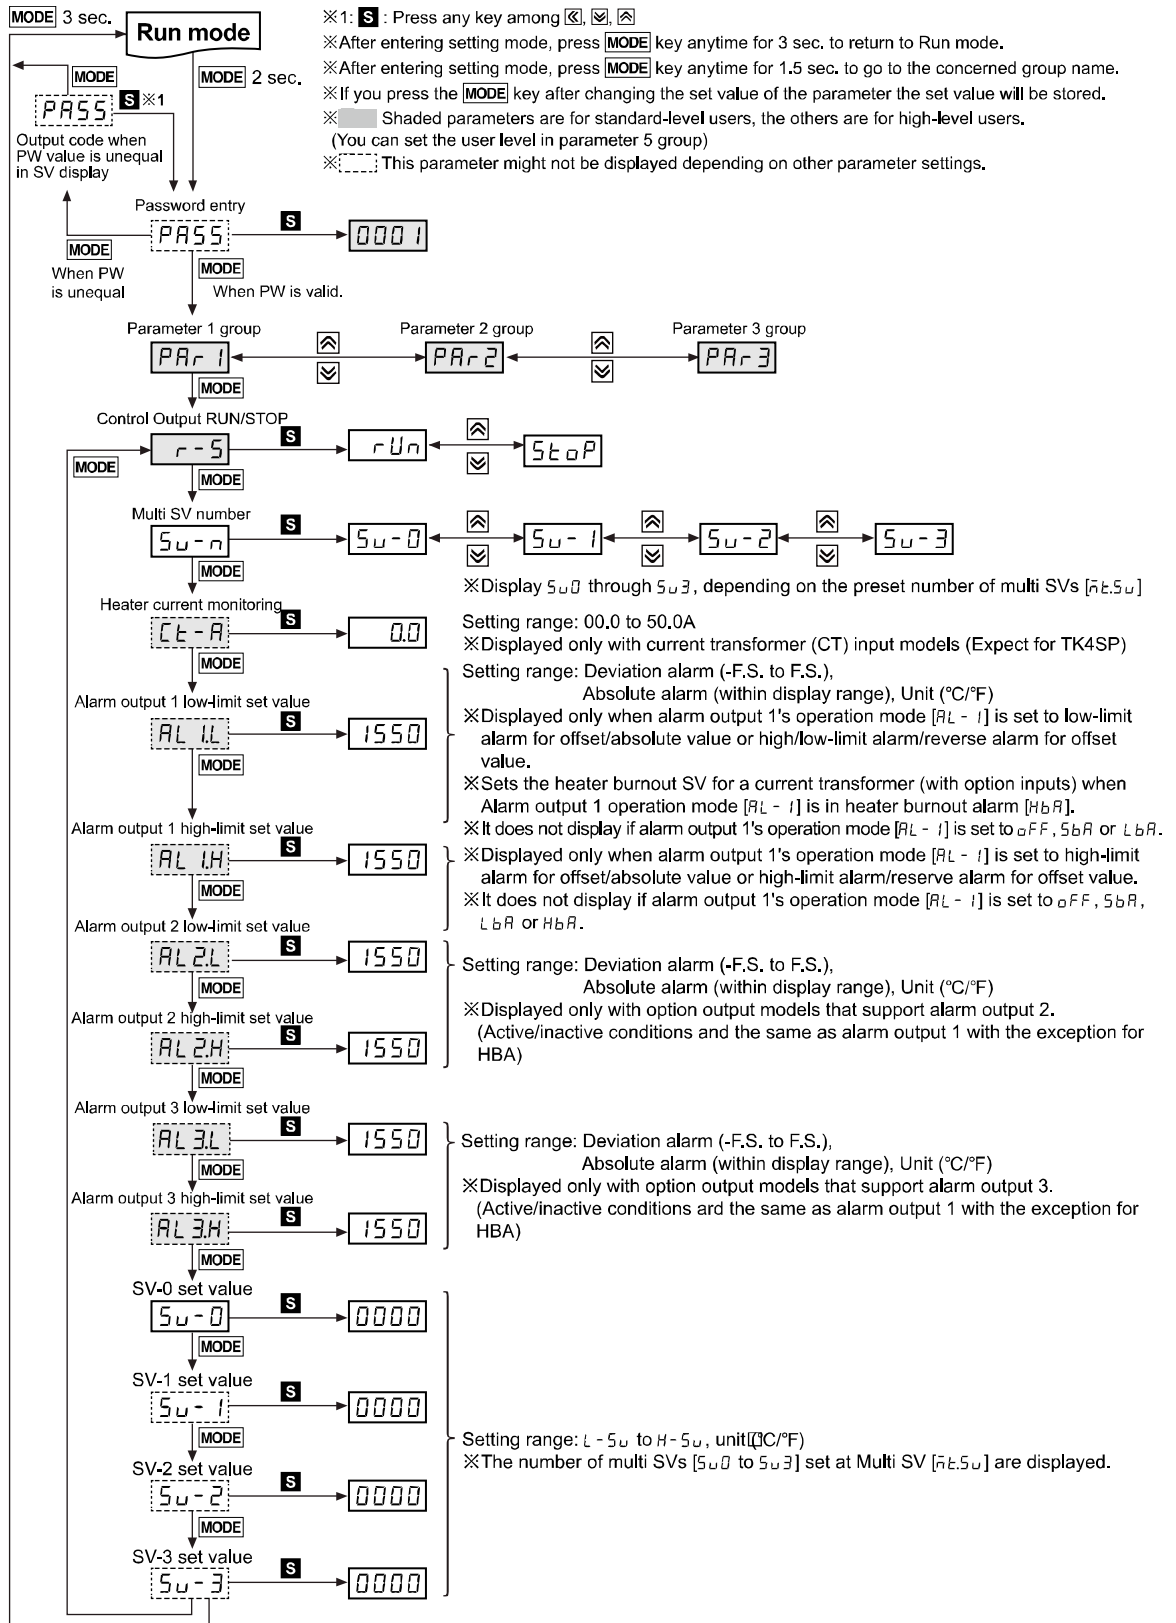 MODE 3 sec.
Run mode
MODE
MODE 2 sec.
PASS
S ※1
Output code when
PW value is unequal
in SV display
※1: S : Press any key among «, ,
※After entering setting mode, press MODE key anytime for 3 sec. to return to Run mode.
※After entering setting mode, press MODE key anytime for 1.5 sec. to go to the concerned group name.
※If you press the MODE key after changing the set value of the parameter the set value will be stored.
※ Shaded parameters are for standard-level users, the others are for high-level users.
(You can set the user level in parameter 5 group)
※ This parameter might not be displayed depending on other parameter settings.
Password entry
PASS
S
0001
MODE
When PW
is unequal
MODE
When PW is valid.
Parameter 1 group
Parameter 2 group
Parameter 3 group
PAr1
PAr2
PAr3
MODE
Control Output RUN/STOP
MODE
r-S
S
rUn
StoP
MODE
Multi SV number
Su-n
S
Su-0
Su-1
Su-2
Su-3
MODE
※Display Su0 through Su3, depending on the preset number of multi SVs [mt.Su]
Heater current monitoring
Ct-A
S
0.0
MODE
Setting range: 00.0 to 50.0A
※Displayed only with current transformer (CT) input models (Expect for TK4SP)
Alarm output 1 low-limit set value
AL1.L
S
1550
MODE
Setting range: Deviation alarm (-F.S. to F.S.),
Absolute alarm (within display range), Unit (°C/°F)
※Displayed only when alarm output 1's operation mode [AL-1] is set to low-limit
alarm for offset/absolute value or high/low-limit alarm/reverse alarm for offset
value.
※Sets the heater burnout SV for a current transformer (with option inputs) when
Alarm output 1 operation mode [AL-1] is in heater burnout alarm [HbA].
※It does not display if alarm output 1's operation mode [AL-1] is set to oFF, SbA or LbA.
Alarm output 1 high-limit set value
AL1.H
S
1550
MODE
※Displayed only when alarm output 1's operation mode [AL-1] is set to high-limit
alarm for offset/absolute value or high-limit alarm/reserve alarm for offset value.
※It does not display if alarm output 1's operation mode [AL-1] is set to oFF, SbA,
LbA or HbA.
Alarm output 2 low-limit set value
AL2.L
S
1550
MODE
Alarm output 2 high-limit set value
AL2.H
S
1550
MODE
Setting range: Deviation alarm (-F.S. to F.S.),
Absolute alarm (within display range), Unit (°C/°F)
※Displayed only with option output models that support alarm output 2.
(Active/inactive conditions and the same as alarm output 1 with the exception for
HBA)
Alarm output 3 low-limit set value
AL3.L
S
1550
MODE
Alarm output 3 high-limit set value
AL3.H
S
1550
MODE
Setting range: Deviation alarm (-F.S. to F.S.),
Absolute alarm (within display range), Unit (°C/°F)
※Displayed only with option output models that support alarm output 3.
(Active/inactive conditions ard the same as alarm output 1 with the exception for
HBA)
SV-0 set value
Su-0
S
0000
MODE
SV-1 set value
Su-1
S
0000
MODE
SV-2 set value
Su-2
S
0000
MODE
SV-3 set value
Su-3
S
0000
Setting range: L-Su to H-Su, unit (°C/°F)
※The number of multi SVs [Su0 to Su3] set at Multi SV [mt.Su] are displayed.